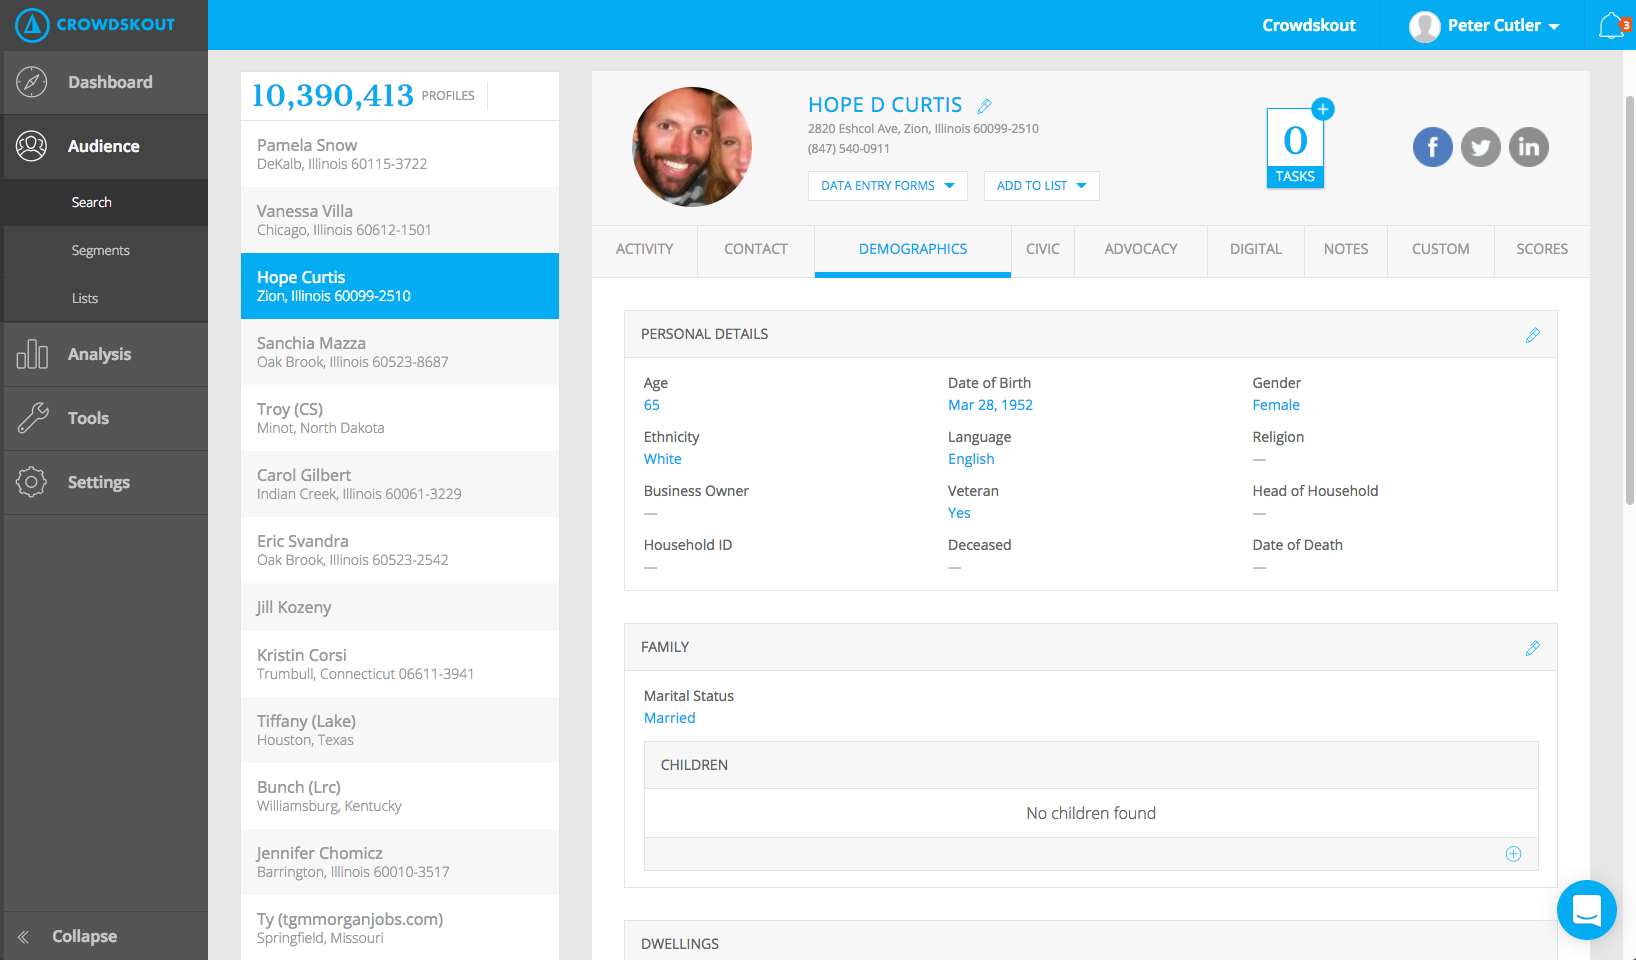 CROWDSKOUT
Crowdskout
Peter Cutler
3
Dashboard
Audience
Search
Segments
Lists
Analysis
Tools
Settings
Collapse
10,390,413 PROFILES
Pamela Snow
DeKalb, Illinois 60115-3722
Vanessa Villa
Chicago, Illinois 60612-1501
Hope Curtis
Zion, Illinois 60099-2510
Sanchia Mazza
Oak Brook, Illinois 60523-8687
Troy (CS)
Minot, North Dakota
Carol Gilbert
Indian Creek, Illinois 60061-3229
Eric Svandra
Oak Brook, Illinois 60523-2542
Jill Kozeny
Kristin Corsi
Trumbull, Connecticut 06611-3941
Tiffany (Lake)
Houston, Texas
Bunch (Lrc)
Williamsburg, Kentucky
Jennifer Chomicz
Barrington, Illinois 60010-3517
Ty (tgmmorganjobs.com)
Springfield, Missouri
HOPE D CURTIS
2820 Eshcol Ave, Zion, Illinois 60099-2510
(847) 540-0911
DATA ENTRY FORMS
ADD TO LIST
0
TASKS
f
in
ACTIVITY CONTACT DEMOGRAPHICS CIVIC ADVOCACY DIGITAL NOTES CUSTOM SCORES
PERSONAL DETAILS
Age Date of Birth Gender
65 Mar 28, 1952 Female
Ethnicity Language Religion
White English —
Business Owner Veteran Head of Household
— Yes —
Household ID Deceased Date of Death
— — —
FAMILY
Marital Status
Married
CHILDREN
No children found
DWELLINGS